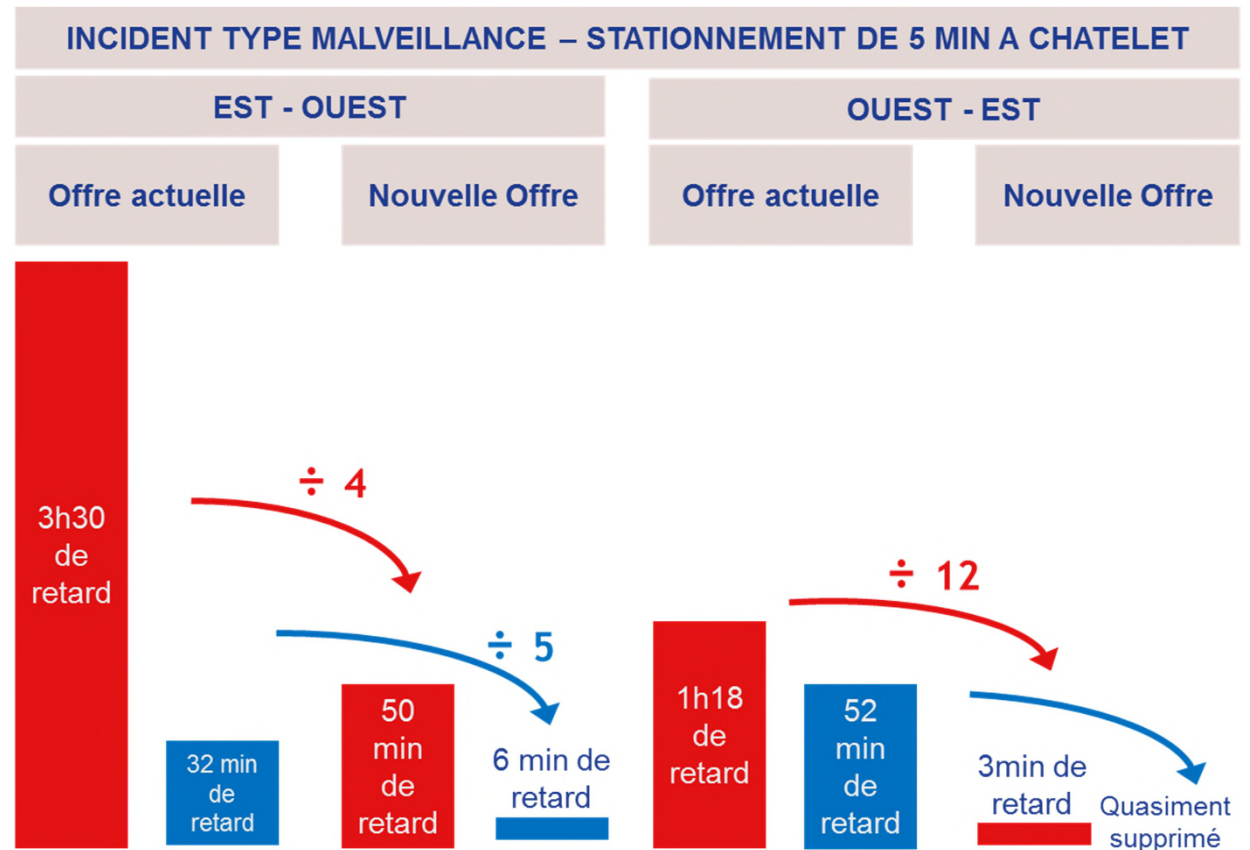 INCIDENT TYPE MALVEILLANCE – STATIONNEMENT DE 5 MIN A CHATELET
EST - OUEST
OUEST - EST
Offre actuelle
Nouvelle Offre
Offre actuelle
Nouvelle Offre
3h30
de
retard
÷ 4
32 min
de
retard
÷ 5
50
min
de
retard
6 min de
retard
÷ 12
1h18
de
retard
52
min
de
retard
3min de
retard
Quasiment
supprimé